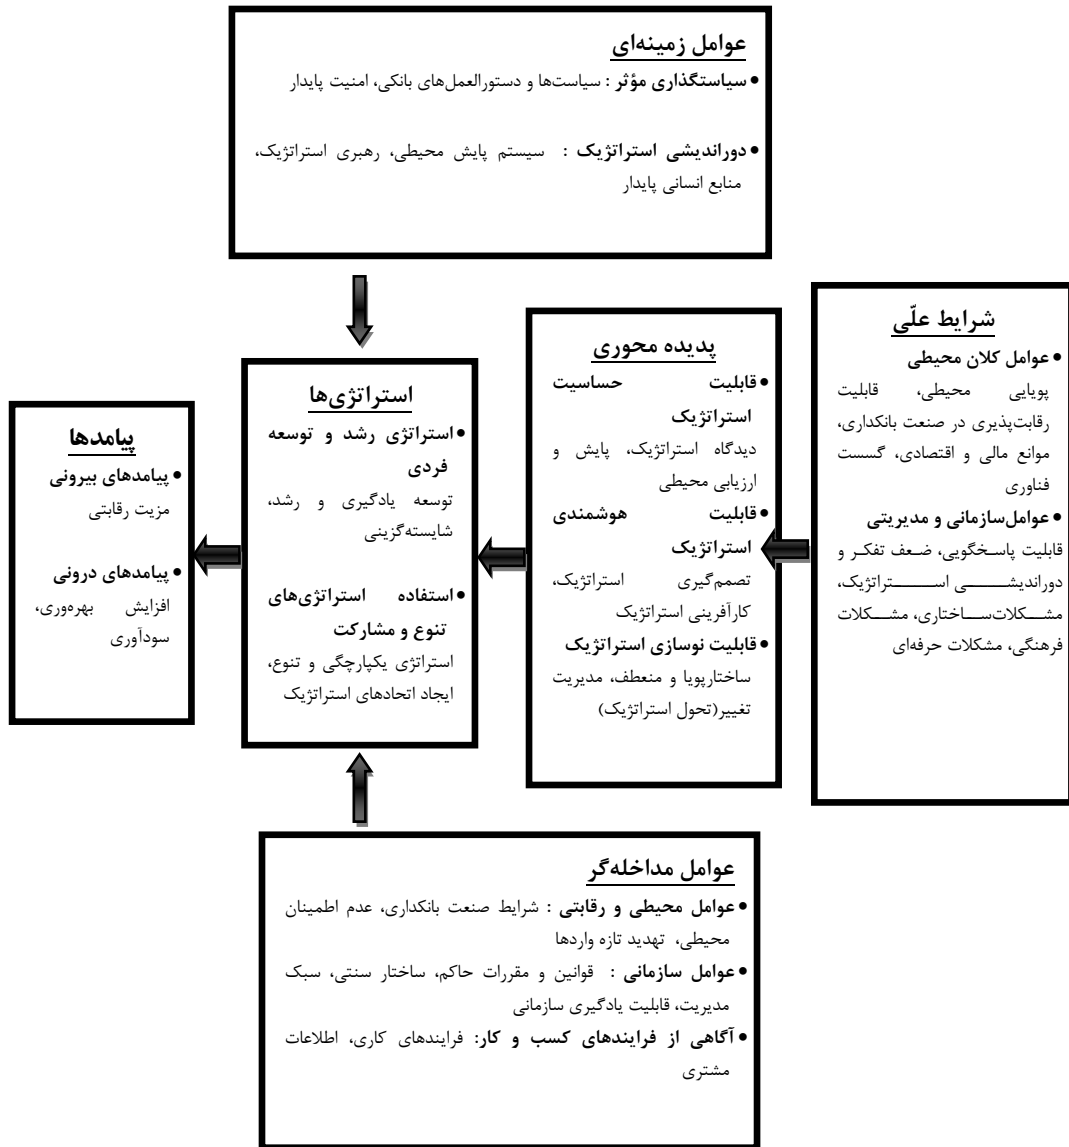 عوامل زمینه‌ای
• سیاستگذاری مؤثر : سیاست‌ها و دستورالعمل‌های بانکی، امنیت پایدار
• دوراندیشی استراتژیک : سیستم پایش محیطی، رهبری استراتژیک،
منابع انسانی پایدار
شرایط علّی
• عوامل کلان محیطی
پویایی محیطی، قابلیت
رقابت‌پذیری در صنعت بانکداری،
موانع مالی و اقتصادی، گسست
فناوری
• عوامل‌سازمانی و مدیریتی
قابلیت پاسخگویی، ضعف تفکر و
دوراندیشی استراتژیک،
مشکلات‌ساختاری، مشکلات
فرهنگی، مشکلات حرفه‌ای
پدیده محوری
• قابلیت حساسیت
استراتژیک
دیدگاه استراتژیک، پایش و
ارزیابی محیطی
• قابلیت هوشمندی
استراتژیک
تصمم‌گیری استراتژیک،
کارآفرینی استراتژیک
• قابلیت نوسازی استراتژیک
ساختارپویا و منعطف، مدیریت
تغییر(تحول استراتژیک)
استراتژی‌ها
• استراتژی رشد و توسعه
فردی
توسعه یادگیری و رشد،
شایسته‌گزینی
• استفاده استراتژی‌های
تنوع و مشارکت
استراتژی یکپارچگی و تنوع،
ایجاد اتحادهای استراتژیک
پیامدها
• پیامدهای بیرونی
مزیت رقابتی
• پیامدهای درونی
افزایش بهره‌وری،
سودآوری
عوامل مداخله‌گر
• عوامل محیطی و رقابتی : شرایط صنعت بانکداری، عدم اطمینان
محیطی، تهدید تازه واردها
• عوامل سازمانی : قوانین و مقررات حاکم، ساختار سنتی، سبک
مدیریت، قابلیت یادگیری سازمانی
• آگاهی از فرایندهای کسب و کار: فرایندهای کاری، اطلاعات
مشتری